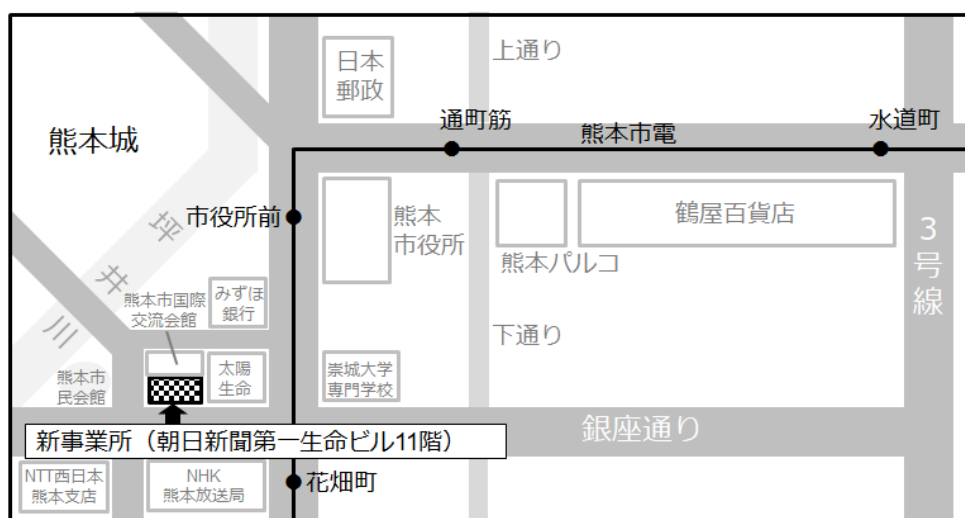 日本
郵政
上通り
通町筋
熊本市電
水道町
熊本城
市役所前
熊本
市役所
鶴屋百貨店
熊本パルコ
3号線
坪井川
熊本市国際
交流会館
みずほ
銀行
下通り
熊本市
民会館
太陽
生命
崇城大学
専門学校
銀座通り
新事業所（朝日新聞第一生命ビル11階）
NTT西日本
熊本支店
NHK
熊本放送局
花畑町